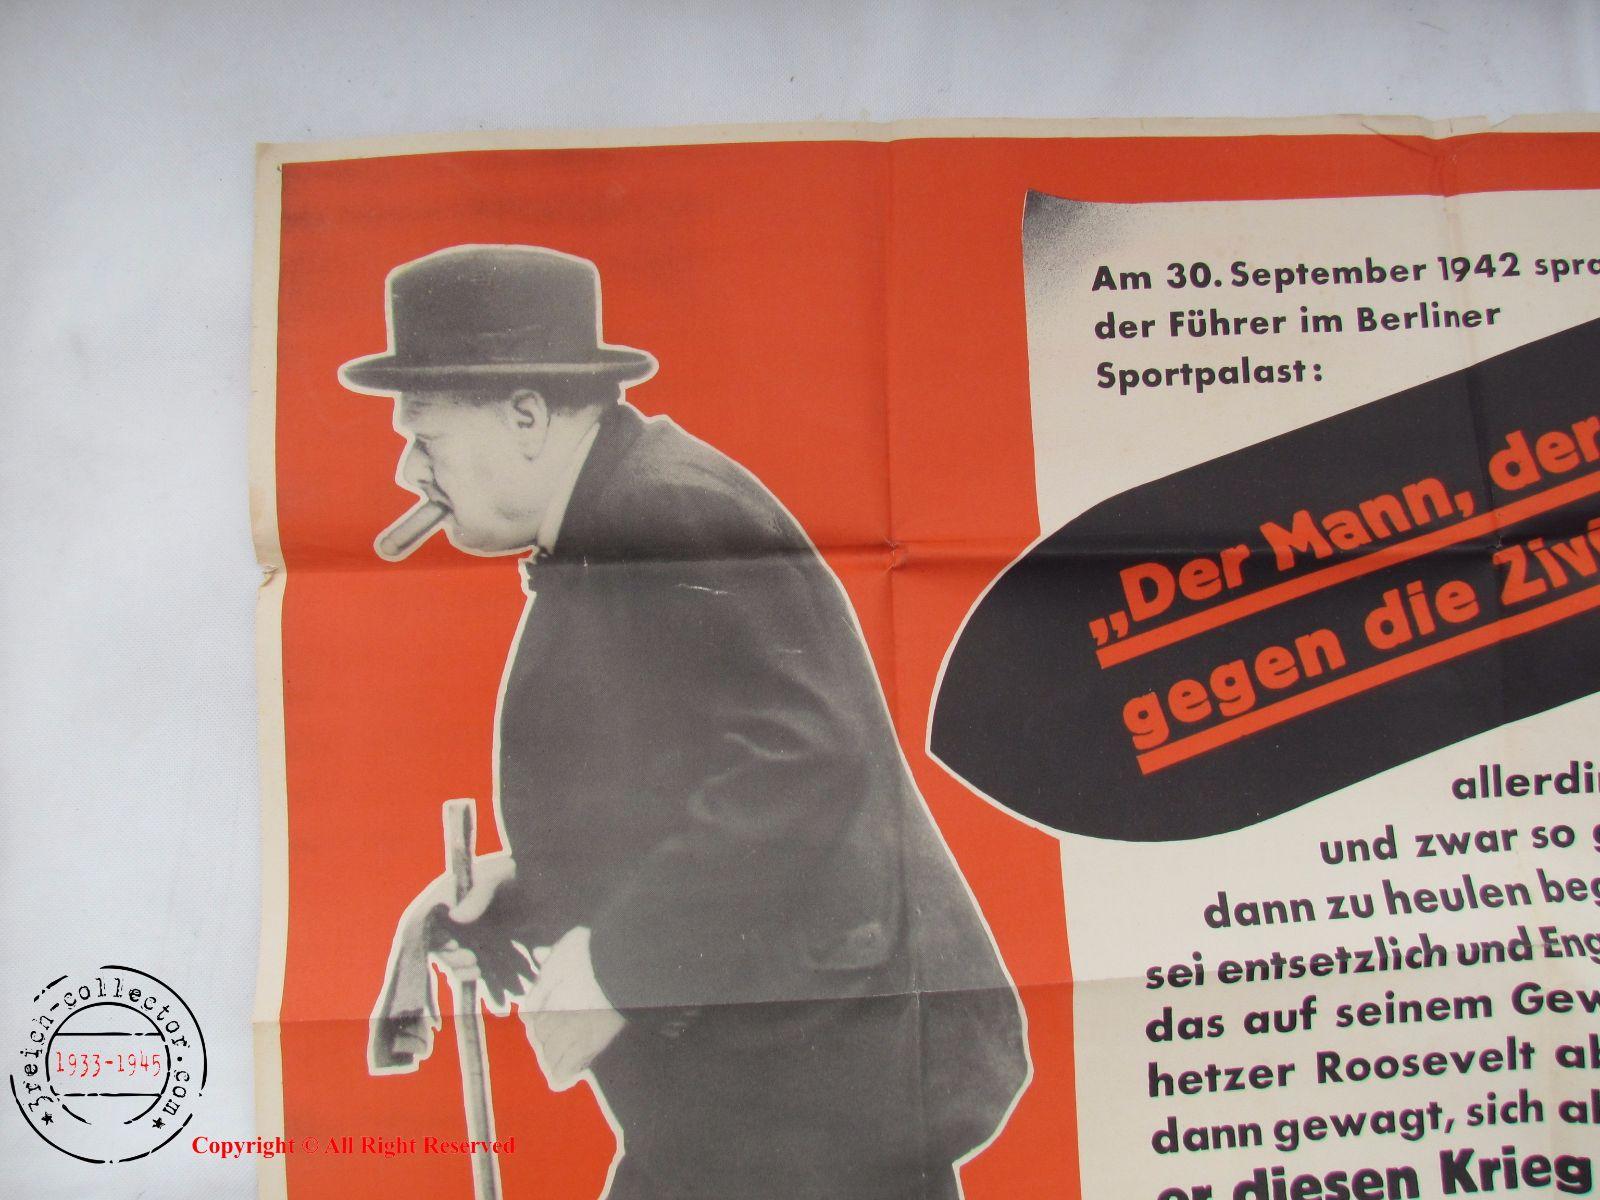 Am 30. September 1942
der Führer im Berliner
Sportpalast:
„Der Mann, der
gegen die
und zwar so
dann zu heulen
sei entsetzlich und
das auf seinem
hetzer Roosevelt
dann gewagt, sich
er diesen Krieg
3reich-collector.com
1933-1945
Copyright © All Right Reserved